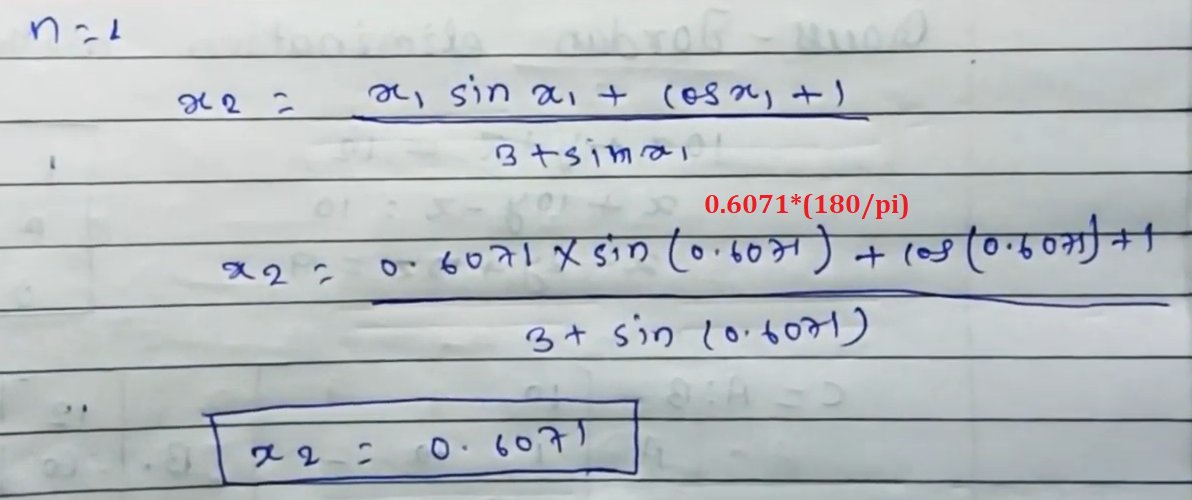 n = 1
x2 = x1 sin x1 + cos x1 + 1
3 + sin x1
0.6071*(180/pi)
x2 = 0.6071 × sin (0.6071) + cos (0.6071) + 1
3 + sin (0.6071)
x2 = 0.6071